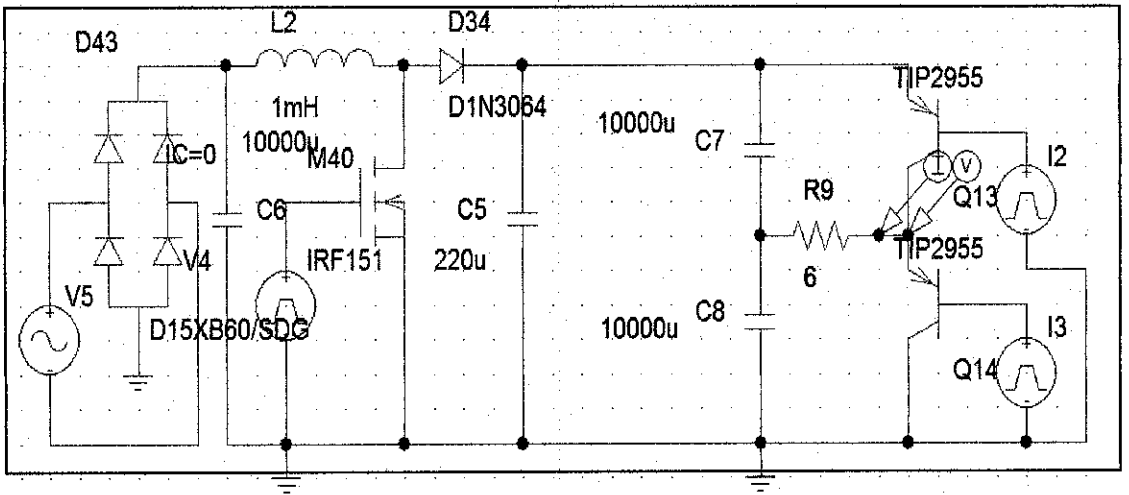 D43
L2
D34
1mH
D1N3064
TIP2955
10000u
10000u
C7
IC=0
M40
I2
R9
V
Q13
C6
C5
TIP2955
IRF151
220u
6
V4
V5
C8
I3
D15XB60/SDG
10000u
Q14